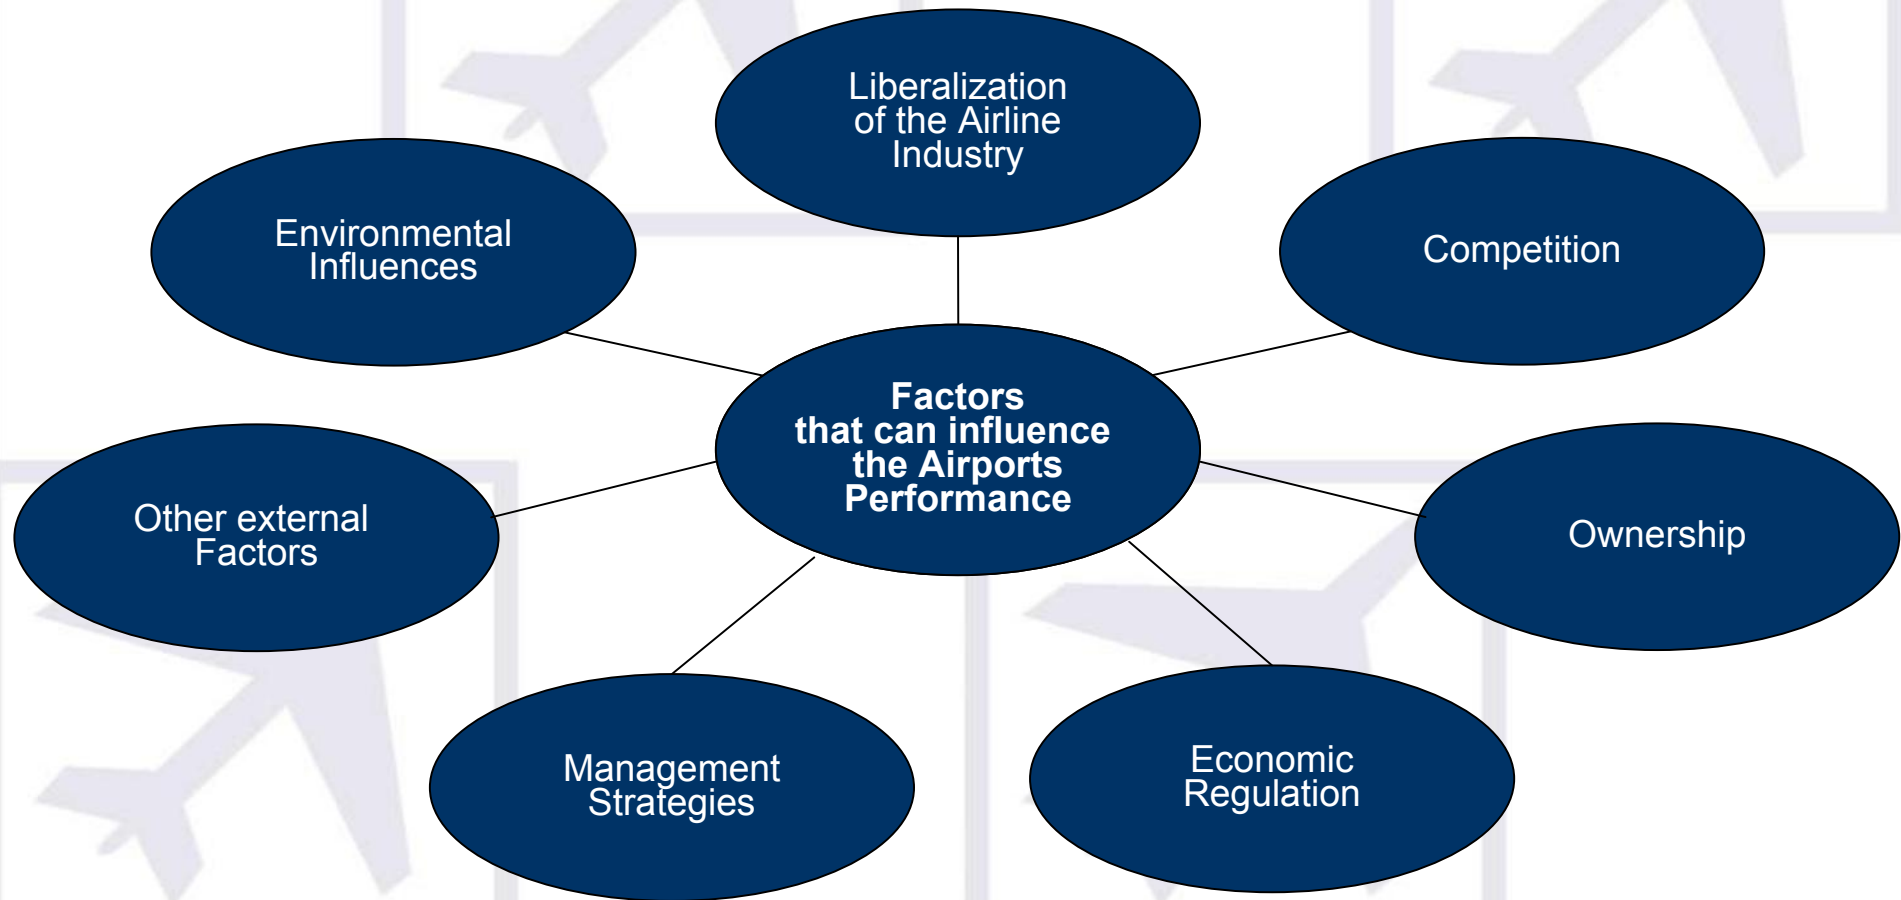 Liberalization
of the Airline
Industry
Environmental
Influences
Competition
Factors
that can influence
the Airports
Performance
Other external
Factors
Ownership
Management
Strategies
Economic
Regulation